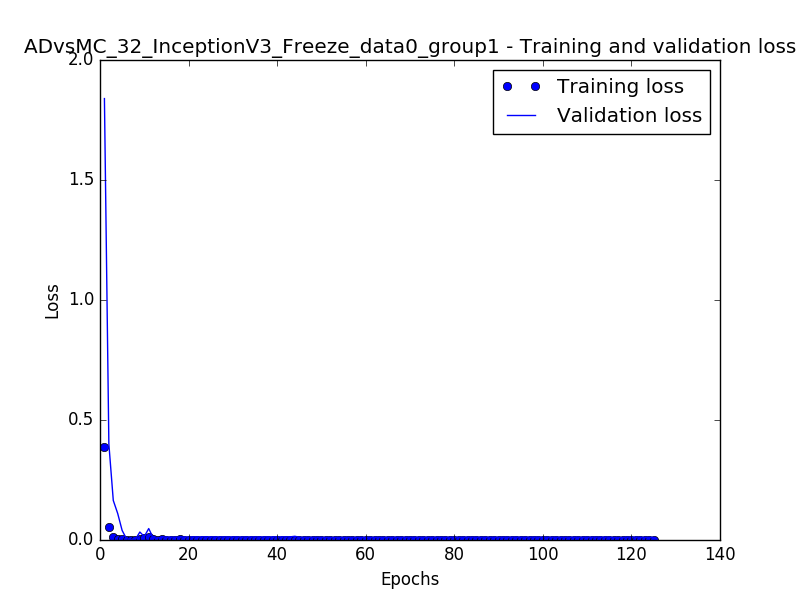 ADvsMC_32_InceptionV3_Freeze_data0_group1 - Training and validation loss
2.0
Training loss
Validation loss
1.5
1.0
Loss
0.5
0.0
0 20 40 60 80 100 120 140
Epochs